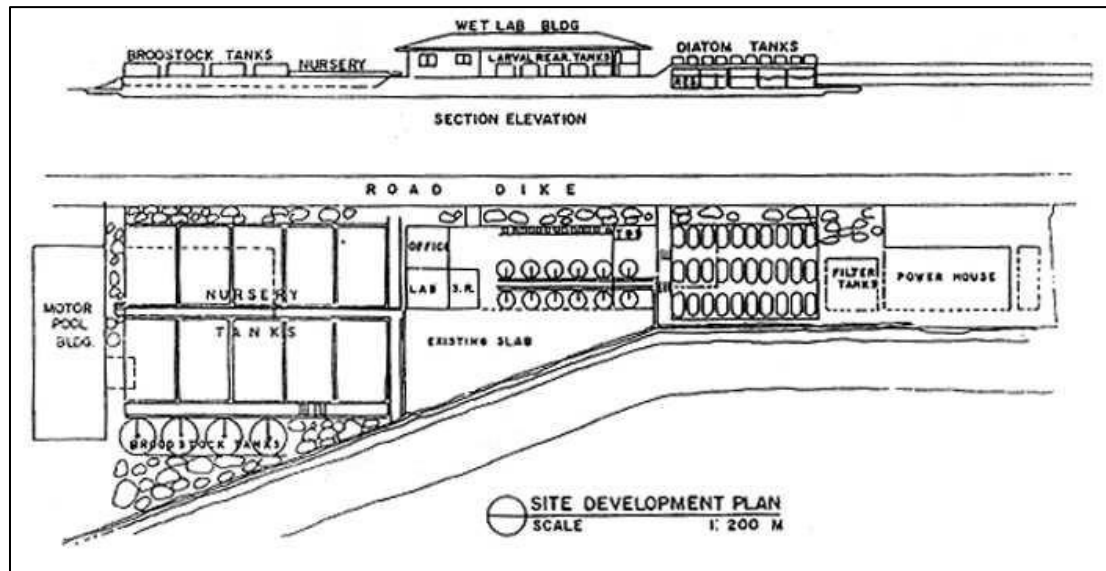 WET LAB BLDG
BROODSTOCK TANKS
NURSERY
LARVAL REAR. TANKS
DIATOM TANKS
SECTION ELEVATION
ROAD DIKE
OFFICE
LAB
S.R.
NURSERY
TANKS
MOTOR
POOL
BLDG.
EXISTING SLAB
FILTER
TANKS
POWER HOUSE
BROODSTOCK TANKS
SITE DEVELOPMENT PLAN
SCALE 1: 200 M